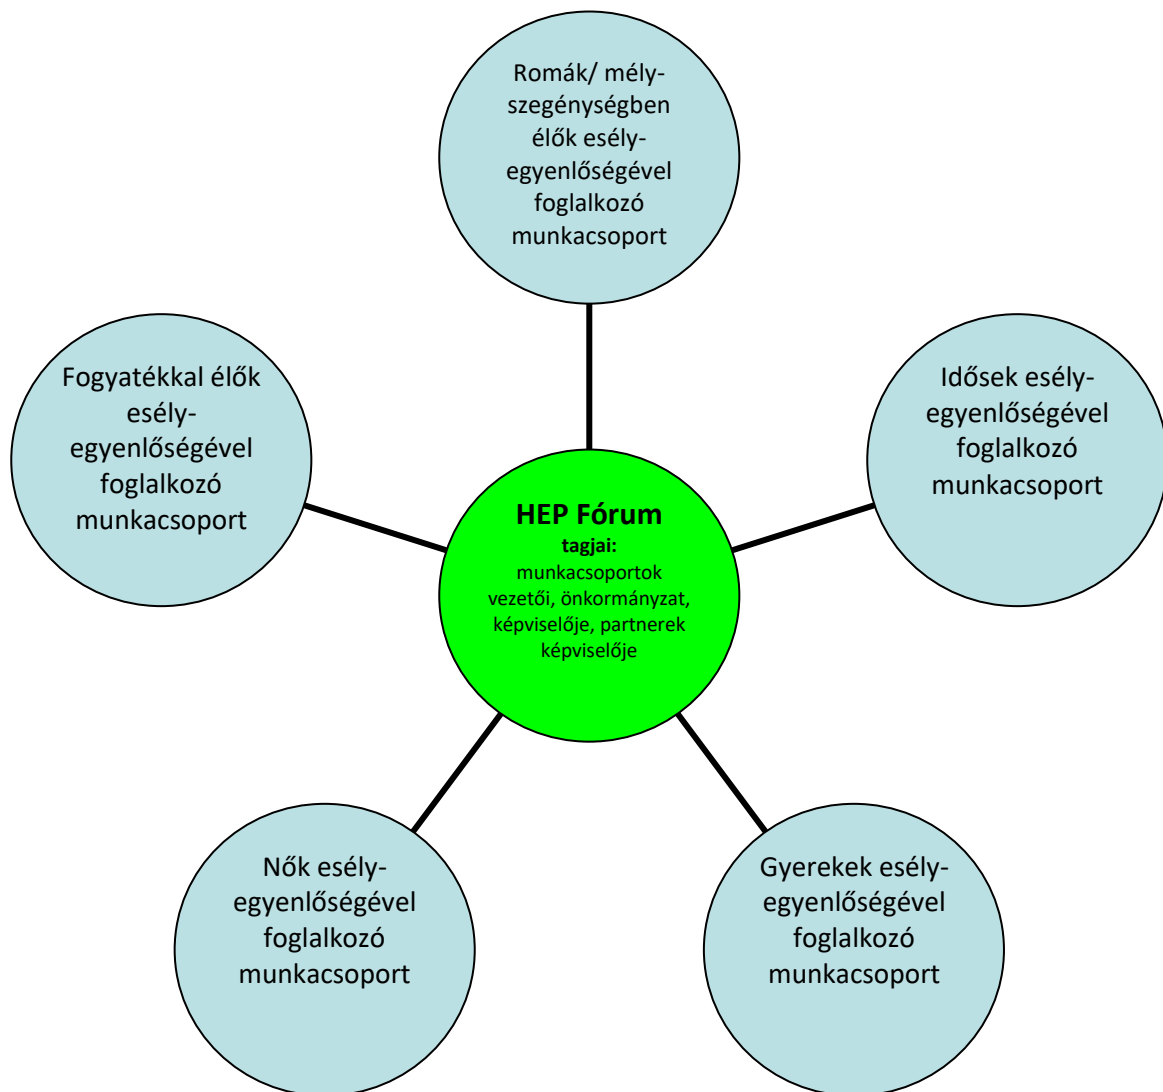 Romák/ mély-
szegénységben
élők esély-
egyenlőségével
foglalkozó
munkacsoport
Fogyatékkal élők
esély-
egyenlőségével
foglalkozó
munkacsoport
Idősek esély-
egyenlőségével
foglalkozó
munkacsoport
HEP Fórum
tagjai:
munkacsoportok
vezetői, önkormányzat,
képviselője, partnerek
képviselője
Nők esély-
egyenlőségével
foglalkozó
munkacsoport
Gyerekek esély-
egyenlőségével
foglalkozó
munkacsoport